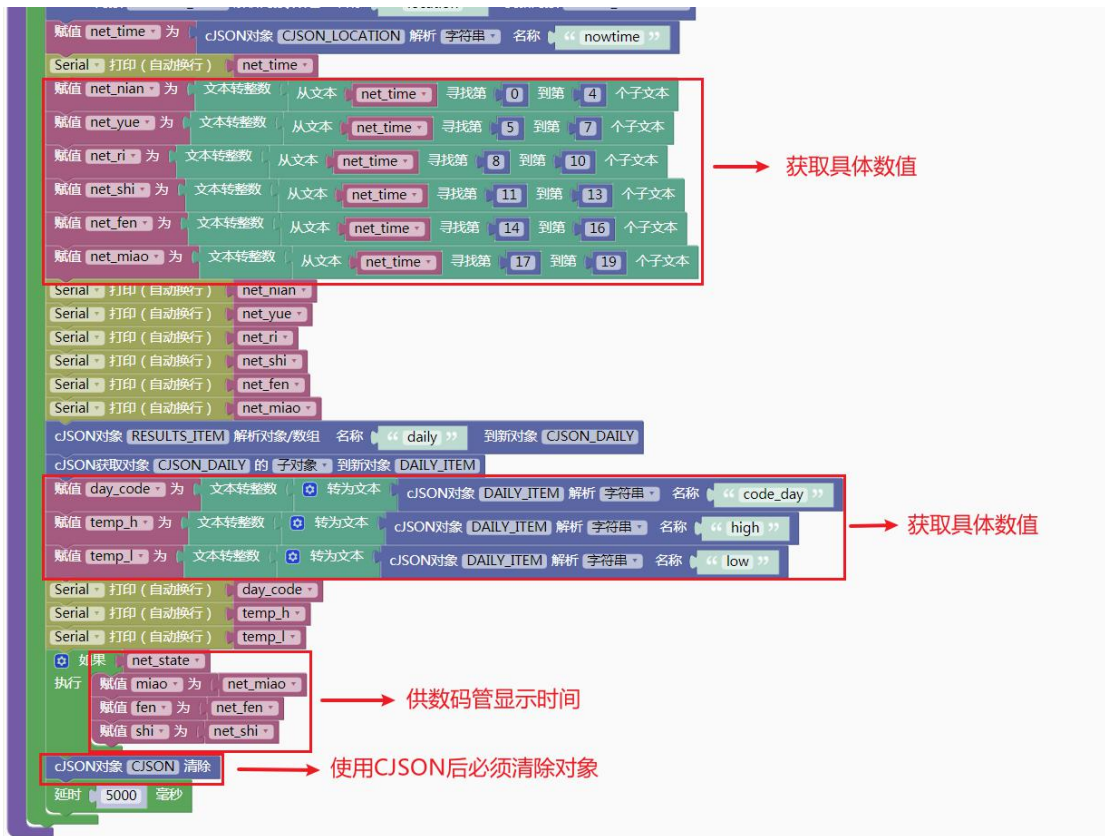 location
赋值 net_time 为 cJSON对象 CJSON_LOCATION 解析 字符串 名称 “ nowtime ”
Serial 打印（自动换行） net_time
赋值 net_nian 为 文本转整数 从文本 net_time 寻找第 0 到第 4 个子文本
赋值 net_yue 为 文本转整数 从文本 net_time 寻找第 5 到第 7 个子文本
赋值 net_ri 为 文本转整数 从文本 net_time 寻找第 8 到第 10 个子文本
获取具体数值
赋值 net_shi 为 文本转整数 从文本 net_time 寻找第 11 到第 13 个子文本
赋值 net_fen 为 文本转整数 从文本 net_time 寻找第 14 到第 16 个子文本
赋值 net_miao 为 文本转整数 从文本 net_time 寻找第 17 到第 19 个子文本
Serial 打印（自动换行） net_nian
Serial 打印（自动换行） net_yue
Serial 打印（自动换行） net_ri
Serial 打印（自动换行） net_shi
Serial 打印（自动换行） net_fen
Serial 打印（自动换行） net_miao
cJSON对象 RESULTS_ITEM 解析对象/数组 名称 “ daily ” 到新对象 CJSON_DAILY
cJSON获取对象 CJSON_DAILY 的 子对象 到新对象 DAILY_ITEM
赋值 day_code 为 文本转整数 转为文本 cJSON对象 DAILY_ITEM 解析 字符串 名称 “ code_day ”
赋值 temp_h 为 文本转整数 转为文本 cJSON对象 DAILY_ITEM 解析 字符串 名称 “ high ”
获取具体数值
赋值 temp_l 为 文本转整数 转为文本 cJSON对象 DAILY_ITEM 解析 字符串 名称 “ low ”
Serial 打印（自动换行） day_code
Serial 打印（自动换行） temp_h
Serial 打印（自动换行） temp_l
如果 net_state
执行 赋值 miao 为 net_miao
赋值 fen 为 net_fen
供数码管显示时间
赋值 shi 为 net_shi
cJSON对象 CJSON 清除
使用CJSON后必须清除对象
延时 5000 毫秒